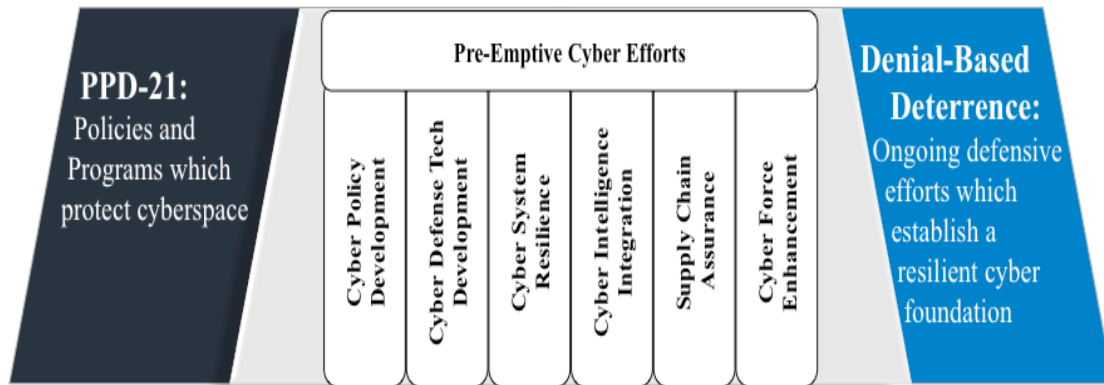 PPD-21:
Policies and
Programs which
protect cyberspace
Pre-Emptive Cyber Efforts
Cyber Policy
Development
Cyber Defense Tech
Development
Cyber System
Resilience
Cyber Intelligence
Integration
Supply Chain
Assurance
Cyber Force
Enhancement
Denial-Based
Deterrence:
Ongoing defensive
efforts which
establish a
resilient cyber
foundation